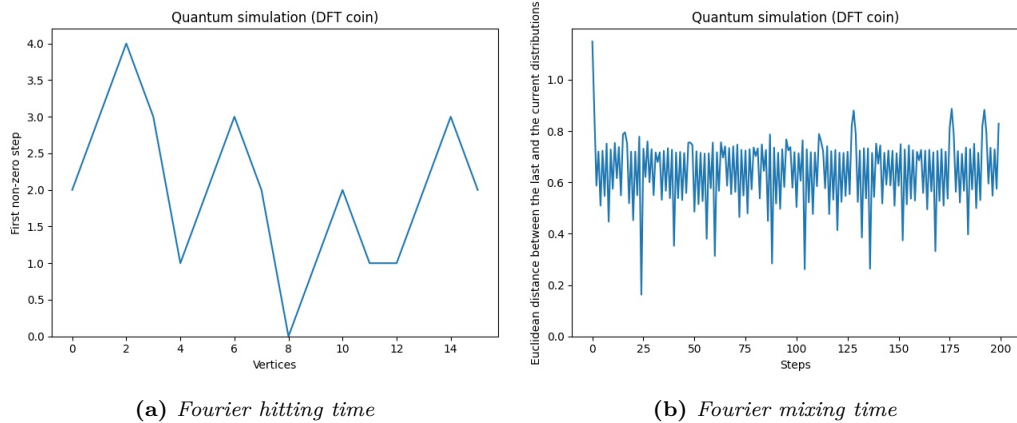 Quantum simulation (DFT coin)
First non-zero step
4.0
3.5
3.0
2.5
2.0
1.5
1.0
0.5
0.0
0 2 4 6 8 10 12 14
Vertices
(a) Fourier hitting time
Quantum simulation (DFT coin)
Euclidean distance between the last and the current distributions
1.0
0.8
0.6
0.4
0.2
0.0
0 25 50 75 100 125 150 175 200
Steps
(b) Fourier mixing time